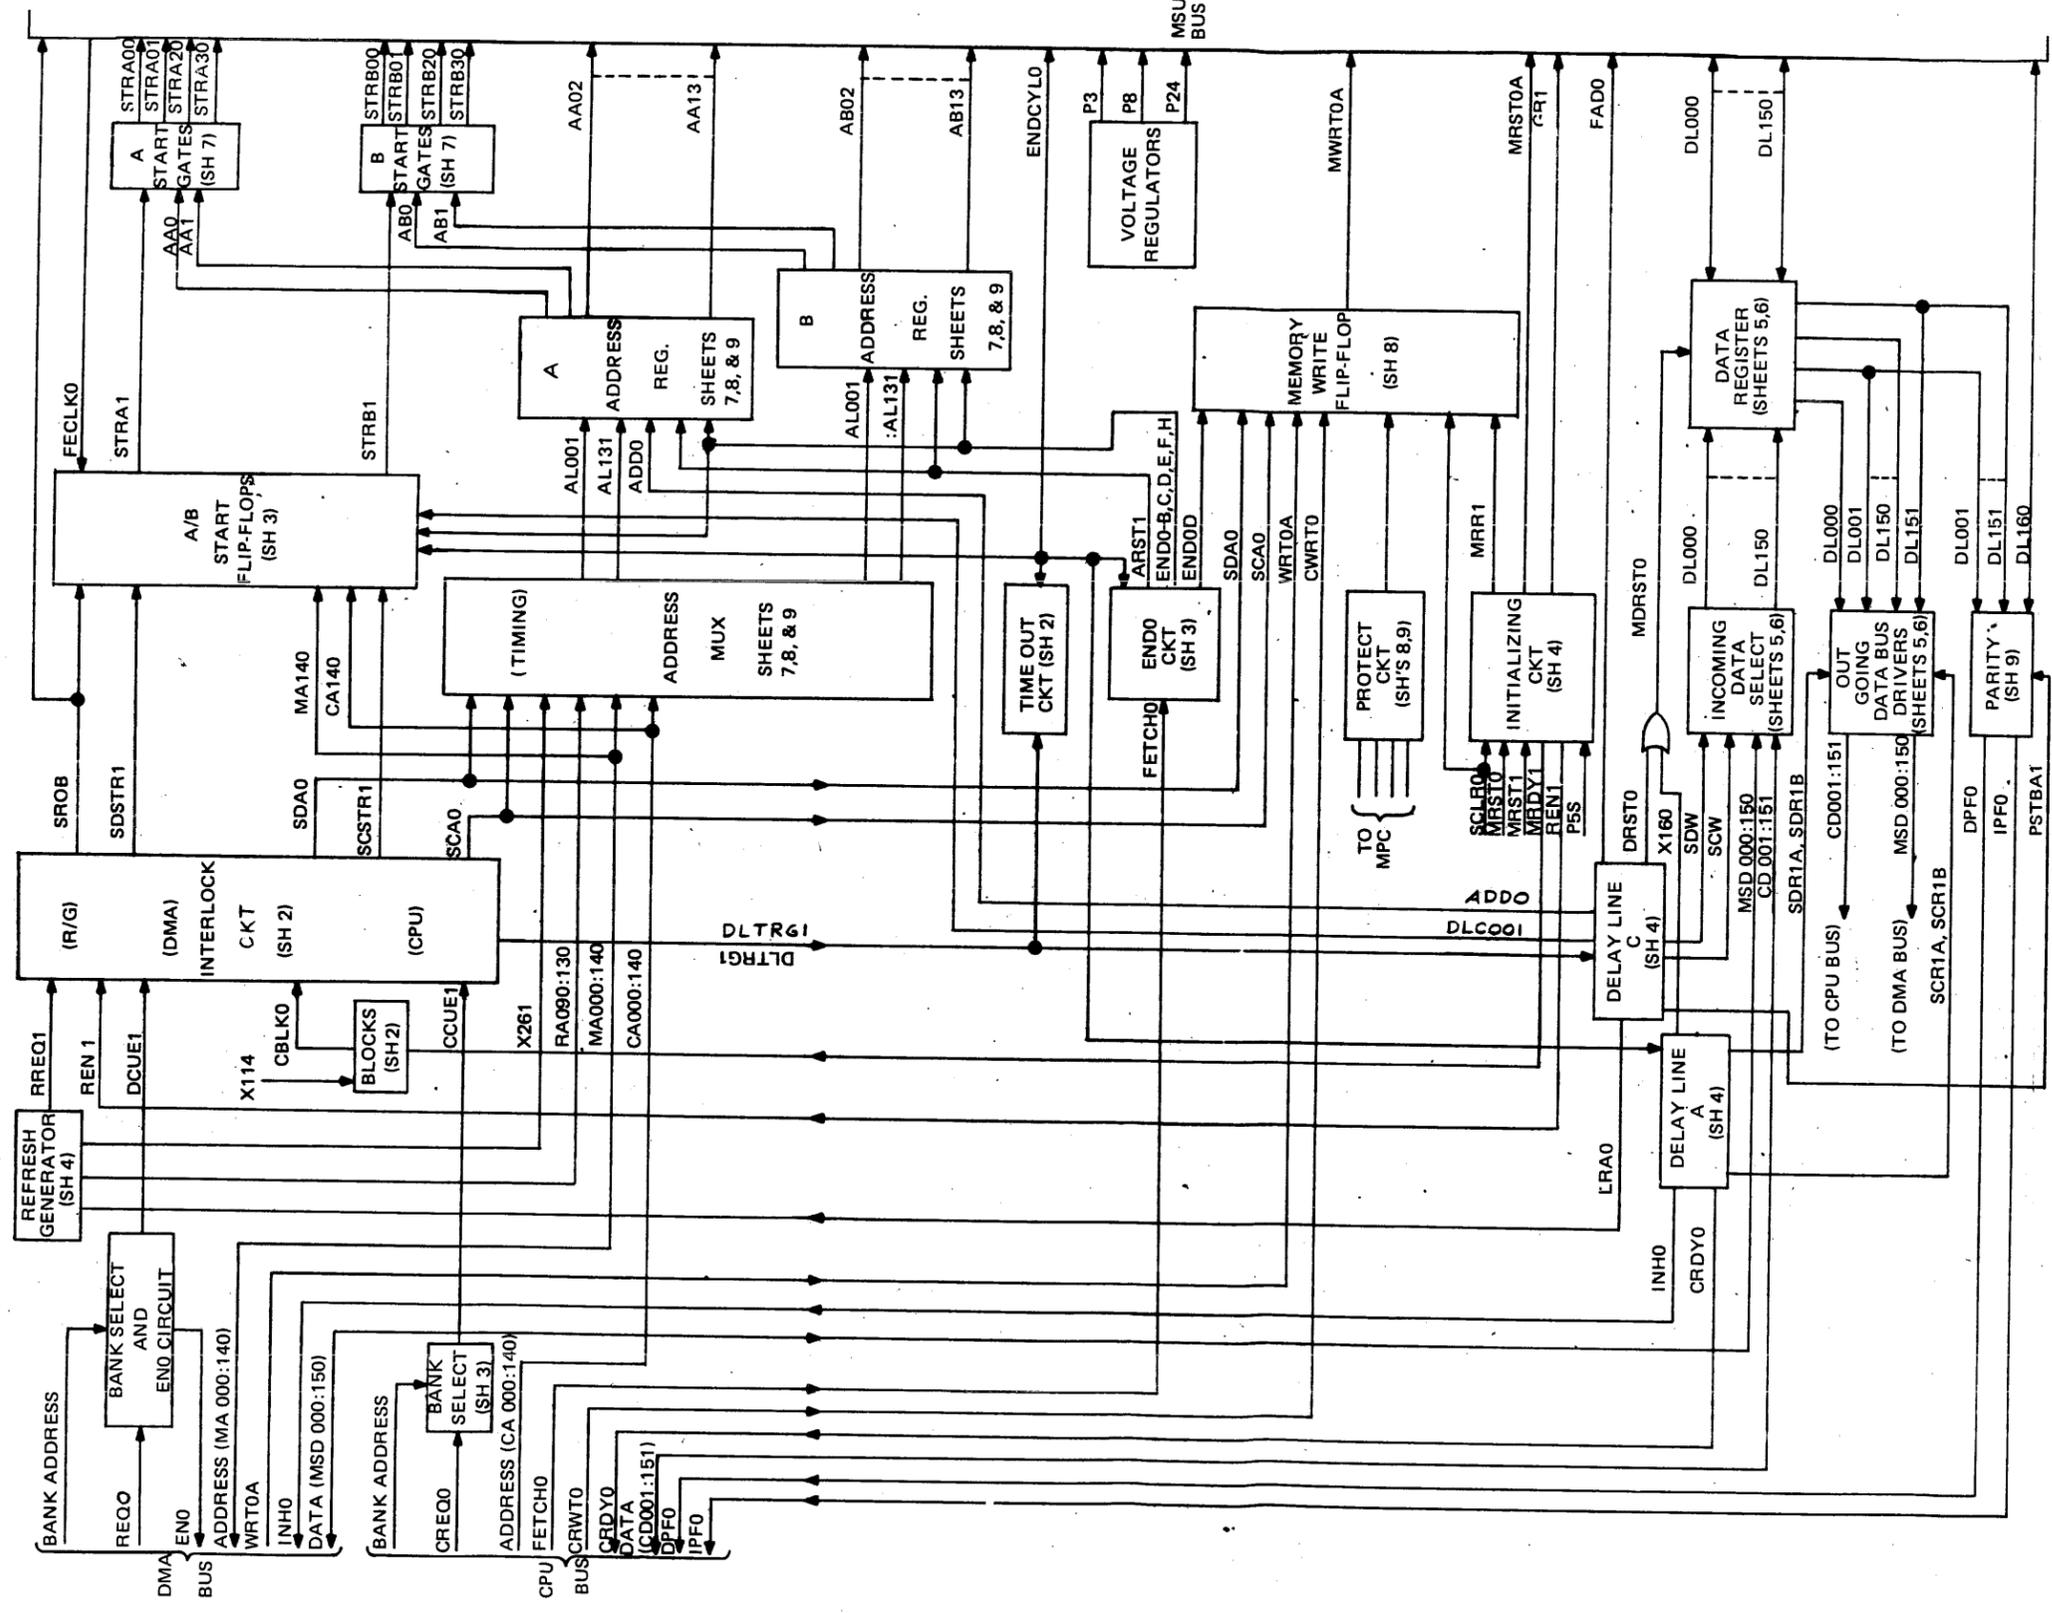 MSU
BUS
STRA00
STRA01
STRA20
STRA30
STRB00
STRB01
STRB20
STRB30
AA02
AA13
AB02
AB13
ENDCYL0
P3
P8
P24
MWRT0A
MRST0A
FAD0
DL000
DL150
A
START
GATES
(SH 7)
B
START
GATES
(SH 7)
VOLTAGE
REGULATORS
AA0
AA1
AB0
AB1
FECLK0
STRA1
STRB1
A
ADDRESS
REG.
SHEETS
7,8, & 9
B
ADDRESS
REG.
SHEETS
7,8, & 9
MEMORY
WRITE
FLIP-FLOP
(SH 8)
DATA
REGISTER
(SHEETS 5,6)
AL001
AL131
ADD0
AL001
:AL131
A/B
START
FLIP-FLOPS
(SH 3)
ARST1
END0-B,C,D,E,F,H
END0D
SDA0
SCA0
WRT0A
CWRT0
MRR1
MDRST0
DL000
DL150
DL000
DL001
DL150
DL151
DL001
DL151
DL160
SROB
SDSTR1
MA140
CA140
SDA0
SCSTR1
SCA0
(TIMING)
ADDRESS
MUX
SHEETS
7,8, & 9
TIME OUT
CKT (SH 2)
END0
CKT
(SH 3)
FETCH0
PROTECT
CKT
(SH'S 8,9)
TO
MPC
INITIALIZING
CKT
(SH 4)
SCLR0
MRST0
MRST1
MRDY1
REN1
P5S
INCOMING
DATA
SELECT
(SHEETS 5,6)
OUT
GOING
DATA BUS
DRIVERS
(SHEETS 5,6)
PARITY
(SH 9)
DRST0
X160
SDW
SCW
MSD 000:150
CD 001:151
SDR1A, SDR1B
CD001:151
MSD 000:150
DPF0
IPF0
PSTBA1
(R/G)
(DMA)
INTERLOCK
CKT
(SH 2)
(CPU)
DLTRG1
DLTRG1
ADD0
DLC001
DELAY LINE
C
(SH 4)
(TO CPU BUS)
(TO DMA BUS)
SCR1A, SCR1B
RREQ1
REN 1
DCUE1
X114
CBLK0
BLOCKS
(SH2)
CCUE1
X261
RA090:130
MA000:140
CA000:140
DELAY LINE
A
(SH 4)
REFRESH
GENERATOR
(SH 4)
LRA0
INH0
CRDY0
BANK SELECT
AND
EN0 CIRCUIT
BANK
SELECT
(SH 3)
BANK ADDRESS
REQ0
EN0
ADDRESS (MA 000:140)
WRT0A
INH0
DATA (MSD 000:150)
DMA
BUS
BANK ADDRESS
CREQ0
ADDRESS (CA 000:140)
FETCH0
CRWT0
CRDY0
DATA
(CD001:151)
DPF0
IPF0
CPU
BUS